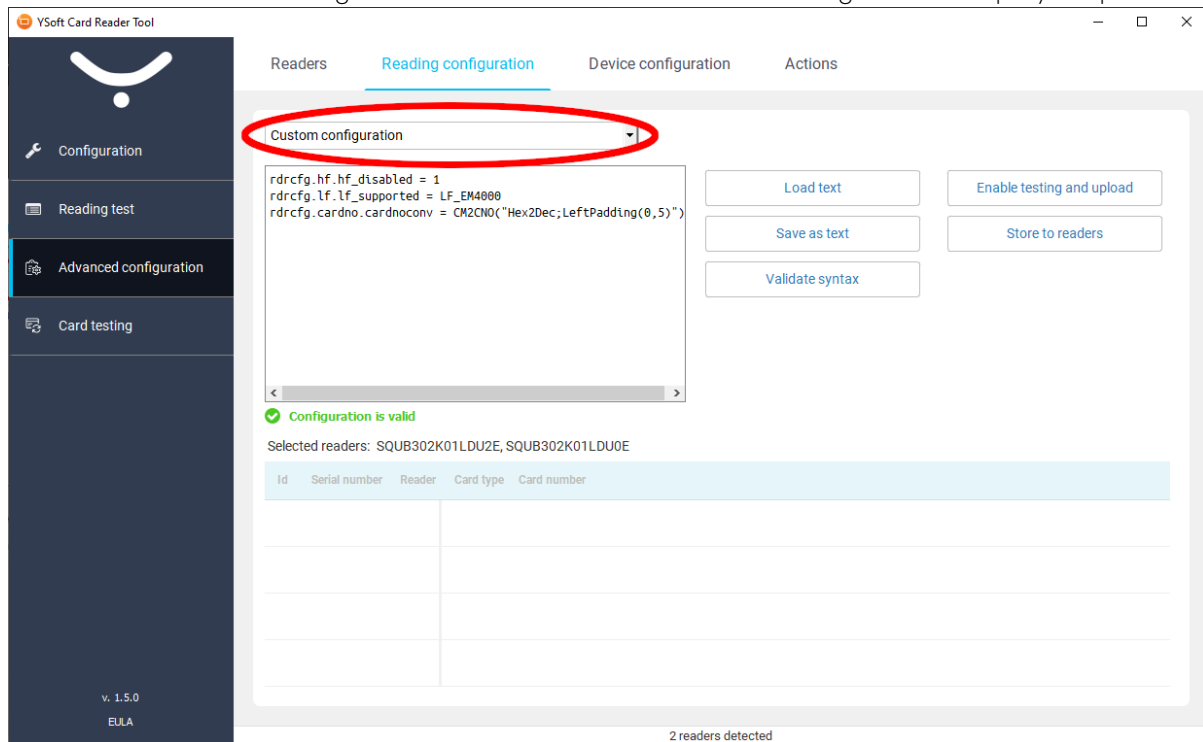 YSoft Card Reader Tool
Readers Reading configuration Device configuration Actions
Configuration
Reading test
Advanced configuration
Card testing
Custom configuration
rdrcfg.hf.hf_disabled = 1
rdrcfg.lf.lf_supported = LF_EM4000
rdrcfg.cardno.cardnoconv = CM2CNO("Hex2Dec;LeftPadding(0,5)")
Load text Enable testing and upload
Save as text Store to readers
Validate syntax
Configuration is valid
Selected readers: SQUB302K01LDU2E, SQUB302K01LDU0E
Id Serial number Reader Card type Card number
v. 1.5.0
EULA
2 readers detected